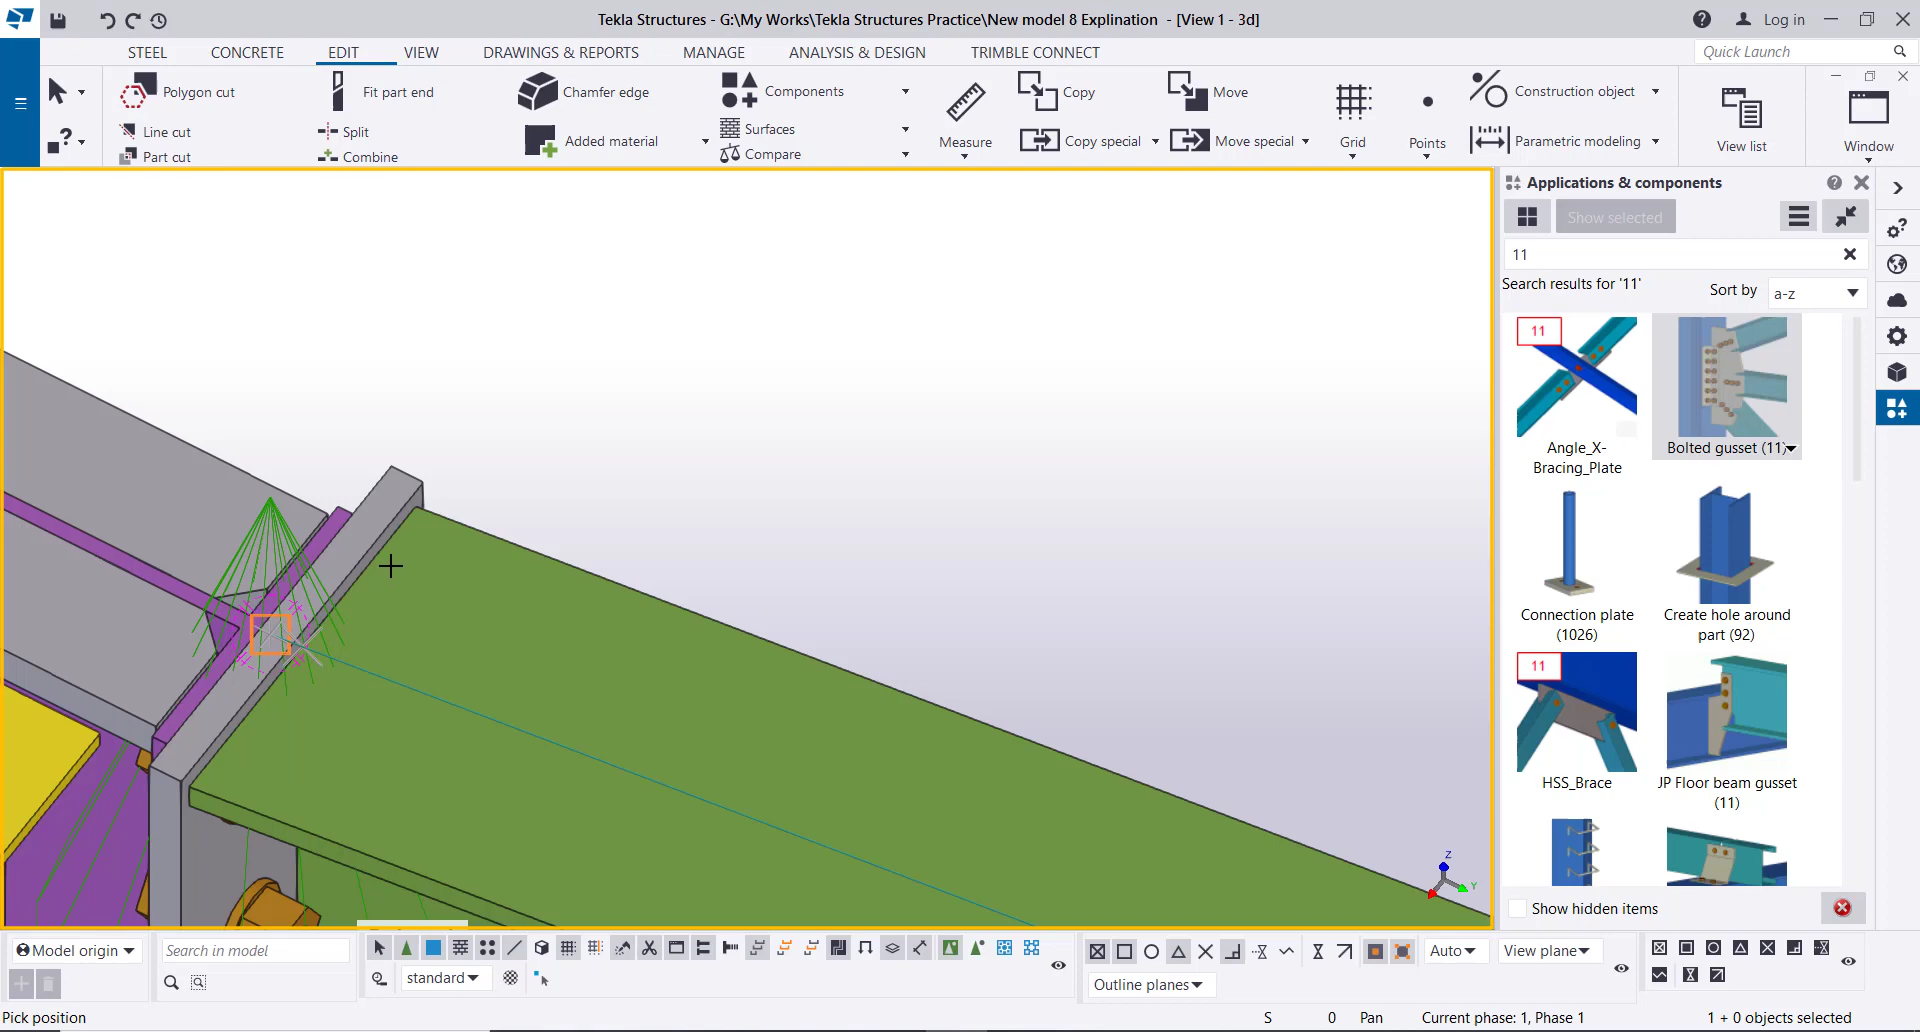 Tekla Structures - G:\My Works\Tekla Structures Practice\New model 8 Explination - [View 1 - 3d]
Log in
STEEL
CONCRETE
EDIT
VIEW
DRAWINGS & REPORTS
MANAGE
ANALYSIS & DESIGN
TRIMBLE CONNECT
Quick Launch
Polygon cut
Line cut
Part cut
Fit part end
Split
Combine
Chamfer edge
Added material
Components
Surfaces
Compare
Measure
Copy
Copy special
Move
Move special
Grid
Points
Construction object
Parametric modeling
View list
Window
Applications & components
Show selected
11
Search results for '11'
Sort by
a-z
11
Angle_X-
Bracing_Plate
Bolted gusset (11)
Connection plate
(1026)
Create hole around
part (92)
11
HSS_Brace
JP Floor beam gusset
(11)
Z
Y
Show hidden items
Model origin
Search in model
standard
Auto
View plane
Outline planes
Pick position
S
0
Pan
Current phase: 1, Phase 1
1 + 0 objects selected